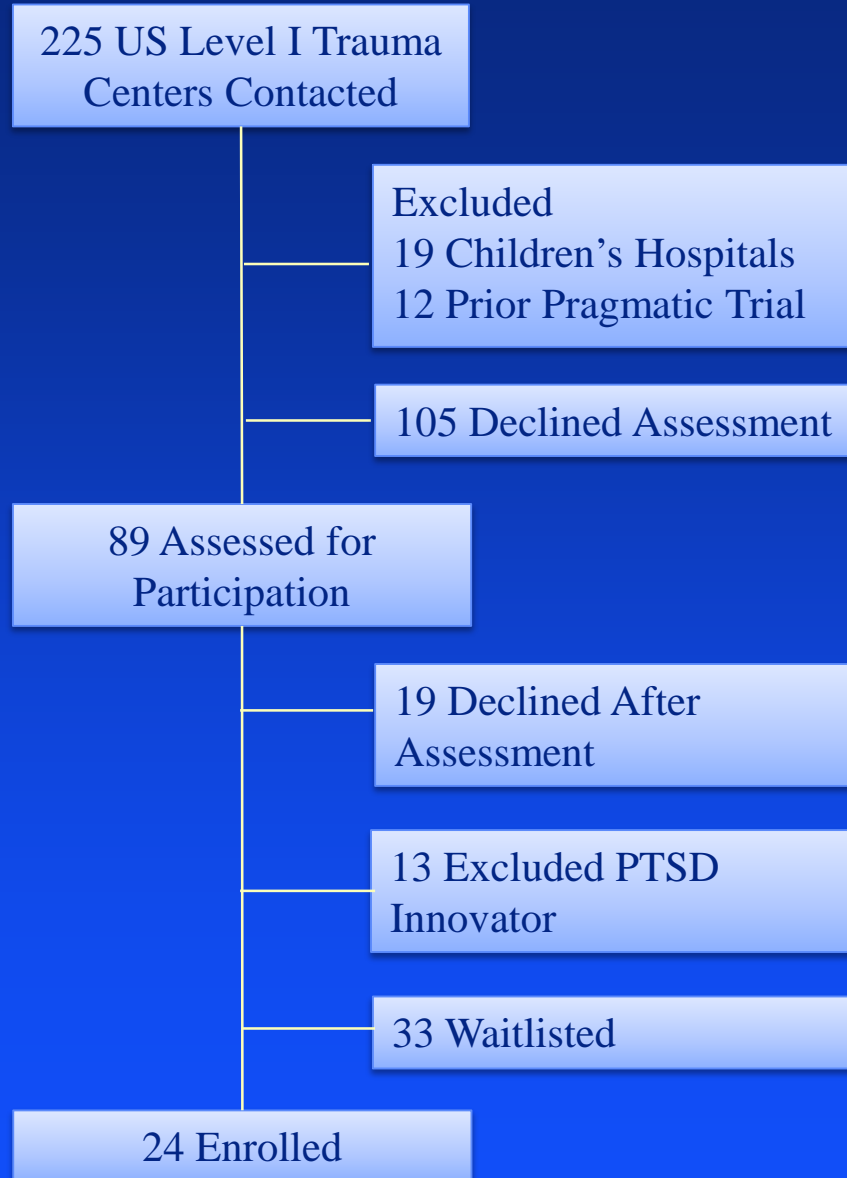 225 US Level I Trauma
Centers Contacted
Excluded
19 Children's Hospitals
12 Prior Pragmatic Trial
105 Declined Assessment
89 Assessed for
Participation
19 Declined After
Assessment
13 Excluded PTSD
Innovator
33 Waitlisted
24 Enrolled